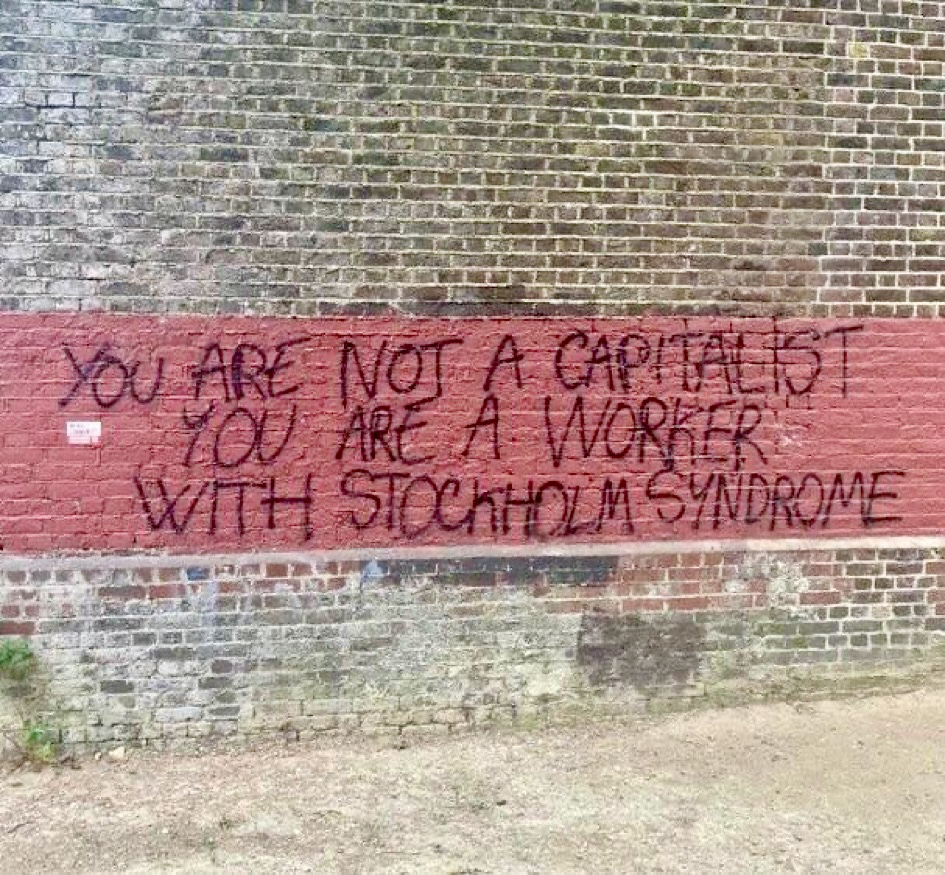 YOU ARE NOT A CAPITALIST
YOU ARE A WORKER
WITH STOCKHOLM SYNDROME